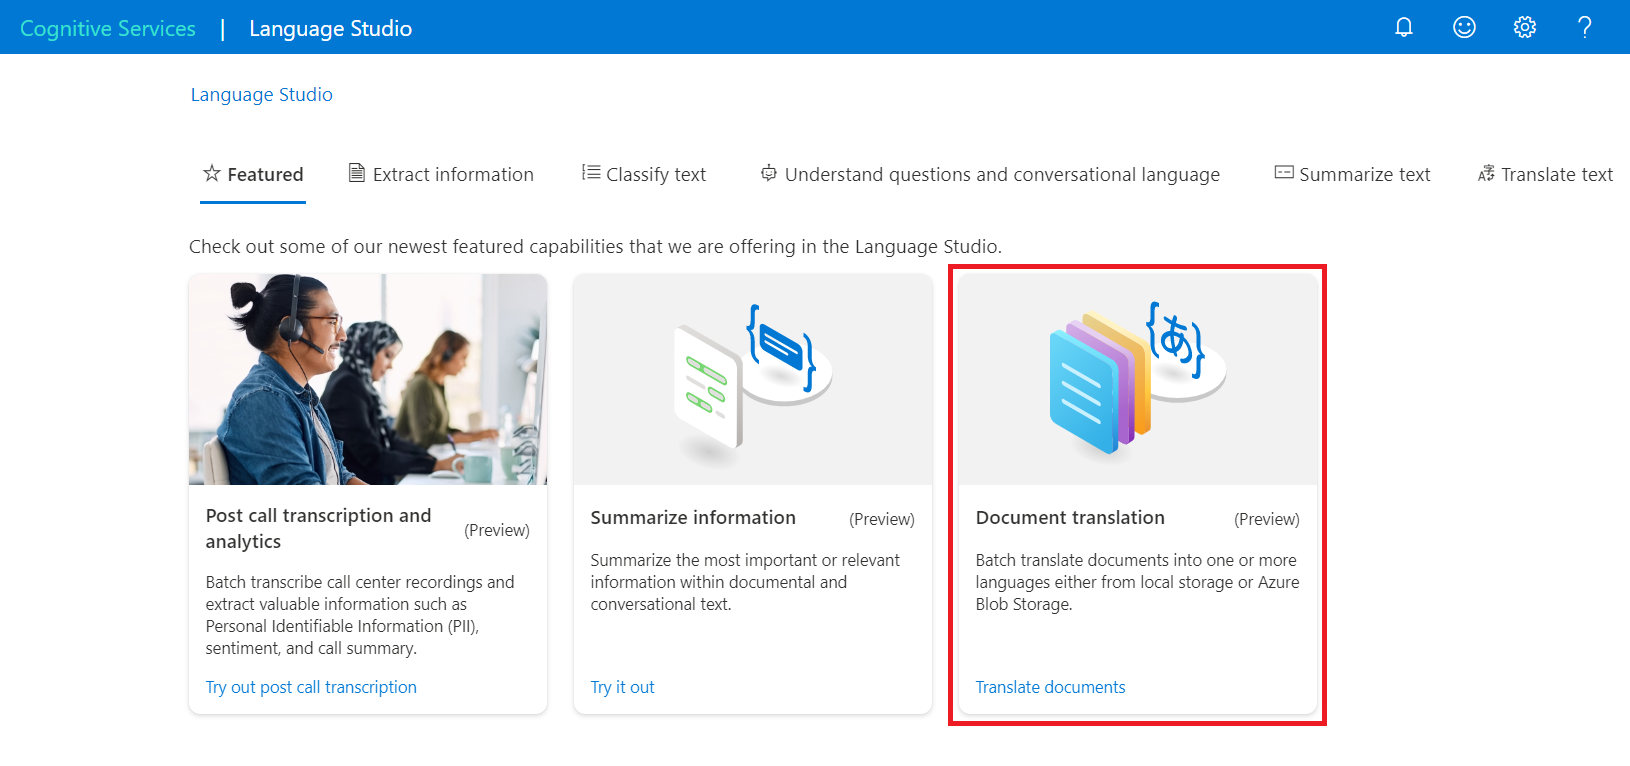 Cognitive Services | Language Studio
Language Studio
Featured
Extract information
Classify text
Understand questions and conversational language
Summarize text
Translate text
Check out some of our newest featured capabilities that we are offering in the Language Studio.
Post call transcription and
analytics
(Preview)
Batch transcribe call center recordings and
extract valuable information such as
Personal Identifiable Information (PII),
sentiment, and call summary.
Try out post call transcription
Summarize information
(Preview)
Summarize the most important or relevant
information within documental and
conversational text.
Try it out
{あ}
Document translation
(Preview)
Batch translate documents into one or more
languages either from local storage or Azure
Blob Storage.
Translate documents